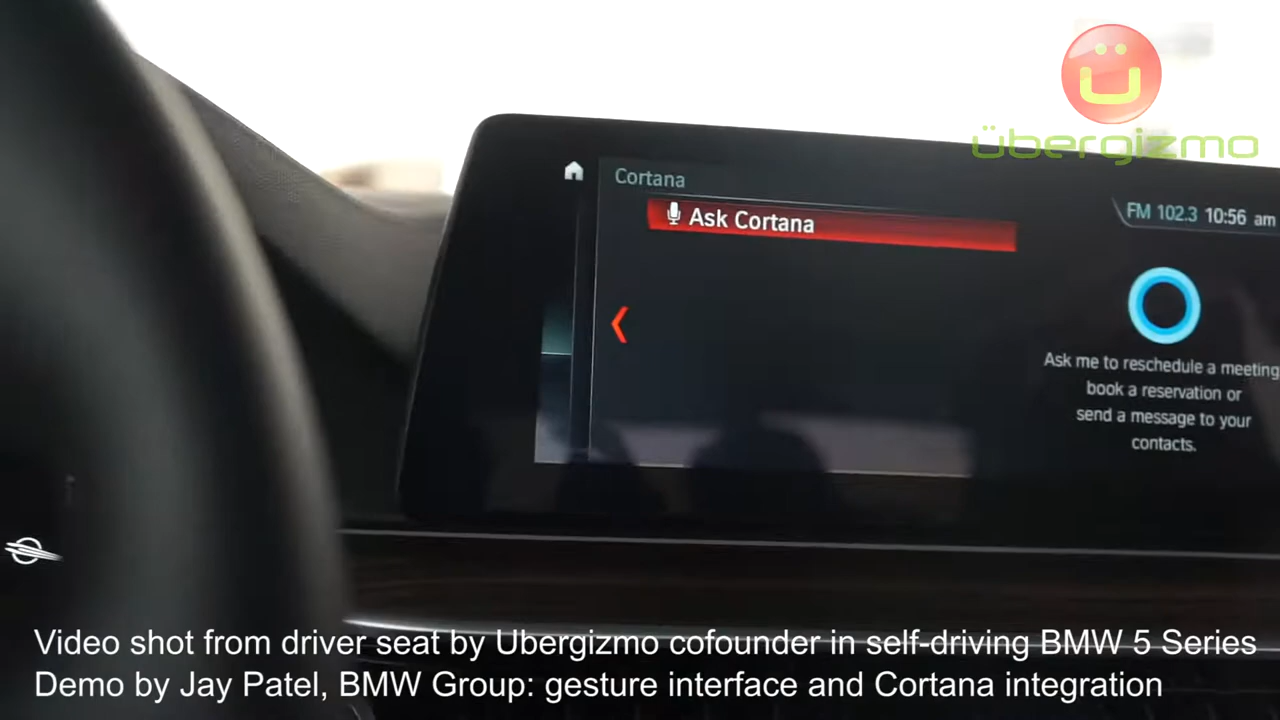 übergizmo
Cortana
Ask Cortana
FM 102.3 10:56 am
Ask me to reschedule a meeting
book a reservation or
send a message to your
contacts.
Video shot from driver seat by Ubergizmo cofounder in self-driving BMW 5 Series
Demo by Jay Patel, BMW Group: gesture interface and Cortana integration